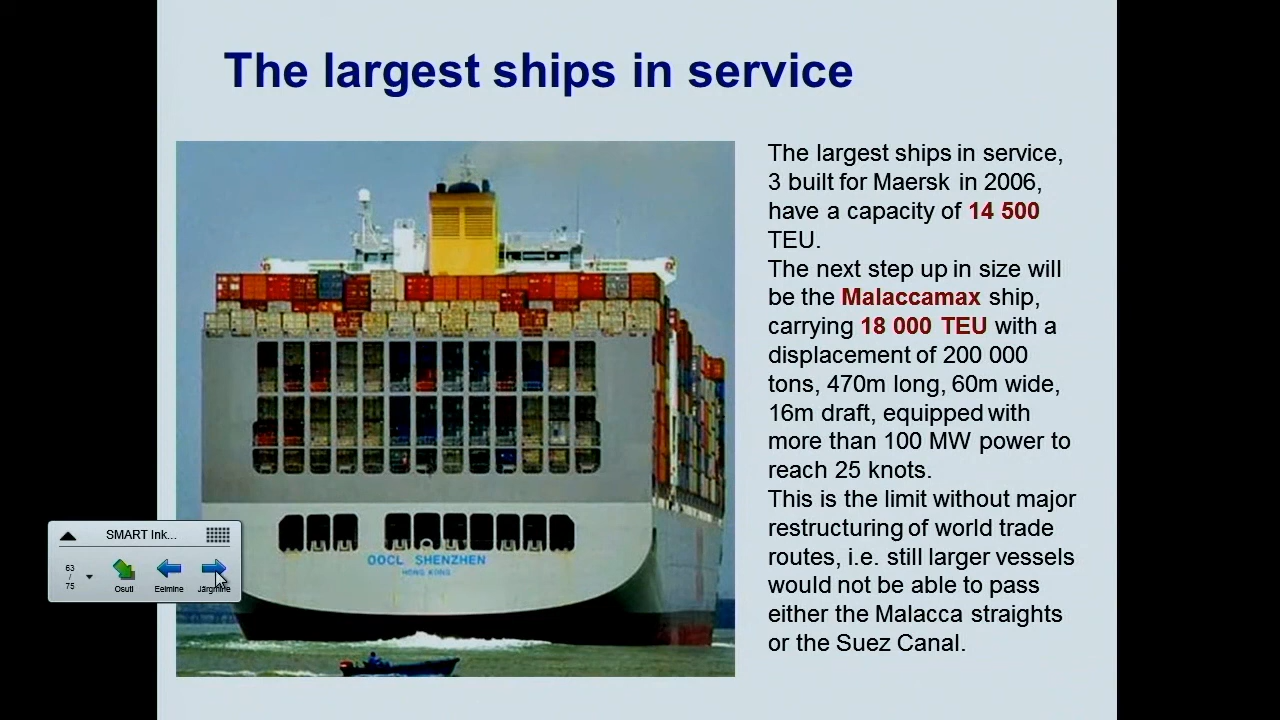 The largest ships in service
The largest ships in service,
3 built for Maersk in 2006,
have a capacity of 14 500
TEU.
The next step up in size will
be the Malaccamax ship,
carrying 18 000 TEU with a
displacement of 200 000
tons, 470m long, 60m wide,
16m draft, equipped with
more than 100 MW power to
reach 25 knots.
This is the limit without major
restructuring of world trade
routes, i.e. still larger vessels
would not be able to pass
either the Malacca straights
or the Suez Canal.
OOCL SHENZHEN
HONG KONG
SMART Ink...
63
/
75
Osuti
Eelmine
Järgmine